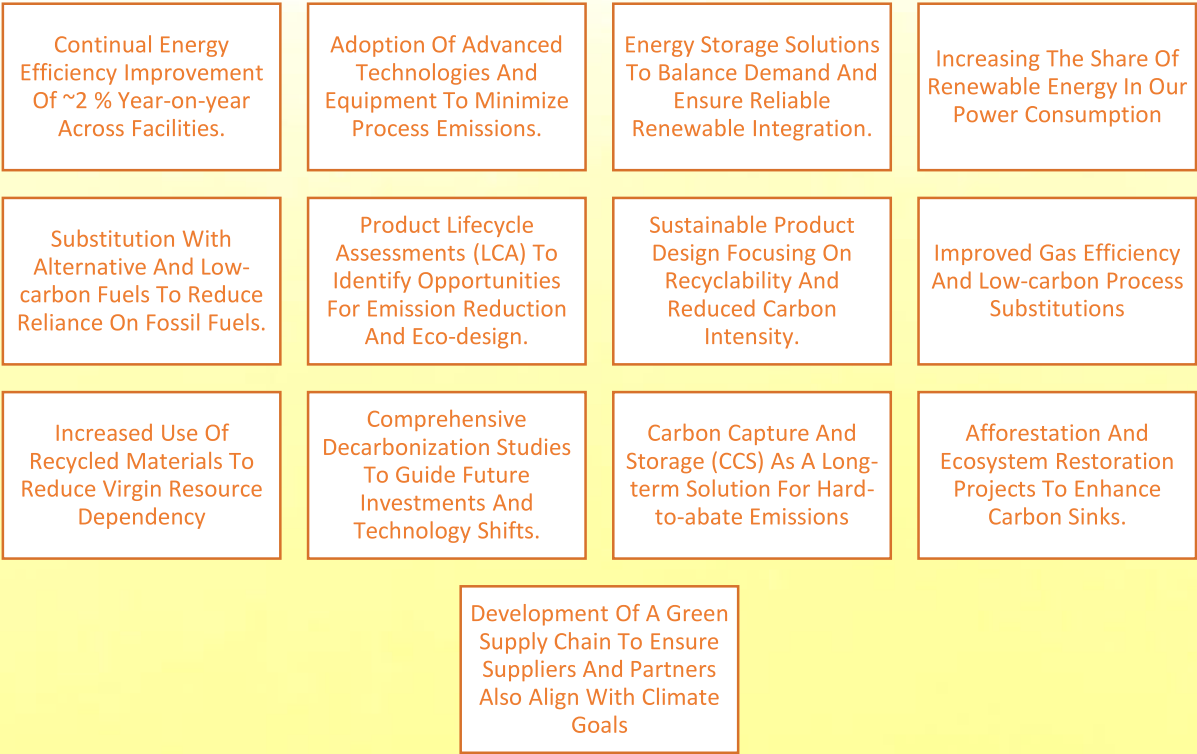 Continual Energy
Efficiency Improvement
Of ~2 % Year-on-year
Across Facilities.
Adoption Of Advanced
Technologies And
Equipment To Minimize
Process Emissions.
Energy Storage Solutions
To Balance Demand And
Ensure Reliable
Renewable Integration.
Increasing The Share Of
Renewable Energy In Our
Power Consumption
Substitution With
Alternative And Low-
carbon Fuels To Reduce
Reliance On Fossil Fuels.
Product Lifecycle
Assessments (LCA) To
Identify Opportunities
For Emission Reduction
And Eco-design.
Sustainable Product
Design Focusing On
Recyclability And
Reduced Carbon
Intensity.
Improved Gas Efficiency
And Low-carbon Process
Substitutions
Increased Use Of
Recycled Materials To
Reduce Virgin Resource
Dependency
Comprehensive
Decarbonization Studies
To Guide Future
Investments And
Technology Shifts.
Carbon Capture And
Storage (CCS) As A Long-
term Solution For Hard-
to-abate Emissions
Afforestation And
Ecosystem Restoration
Projects To Enhance
Carbon Sinks.
Development Of A Green
Supply Chain To Ensure
Suppliers And Partners
Also Align With Climate
Goals